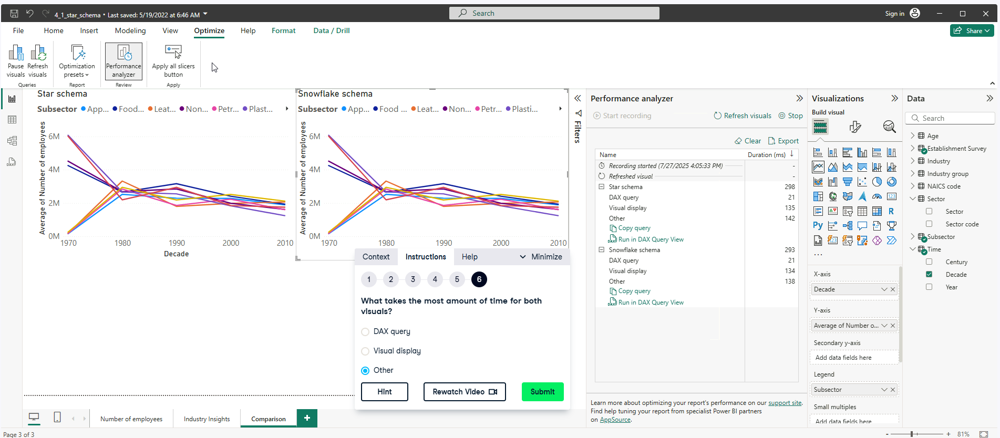 4_1_star_schema • Last saved: 5/19/2022 at 6:46 AM
Search
Sign in
File Home Insert Modeling View Optimize Help Format Data / Drill
Share
Pause visuals
Refresh visuals
Queries
Optimization presets
Report
Performance analyzer
Review
Apply all slicers button
Apply
Star schema
Subsector App... Food... Leat... Non... Petr... Plast...
Average of Number of employees
6M
4M
2M
0M
1970 1980 1990 2000 2010
Decade
Snowflake schema
Subsector App... Food ... Leat... Non... Petr... Plasti...
Average of Number of employees
6M
4M
2M
0M
1970 1980 1990 2000 2010
Filters
Context Instructions Help Minimize
1 2 3 4 5 6
What takes the most amount of time for both
visuals?
DAX query
Visual display
Other
Hint Rewatch Video Submit
Performance analyzer
Start recording Refresh visuals Stop
Clear Export
Name Duration (ms)
Recording started (7/27/2025 4:05:33 PM) -
Refreshed visual -
Star schema 298
DAX query 21
Visual display 135
Other 142
Copy query
DAX Run in DAX Query View
Snowflake schema 293
DAX query 21
Visual display 134
Other 138
Copy query
DAX Run in DAX Query View
Learn more about optimizing your report's performance on our support site.
Find help tuning your report from specialist Power BI partners
on AppSource.
Visualizations
Build visual
123
R
Py
123
...
X-axis
Decade
Y-axis
Average of Number o...
Secondary y-axis
Add data fields here
Legend
Subsector
Small multiples
Add data fields here
Data
Search
Age
Establishment Survey
Industry
Industry group
NAICS code
Sector
Sector
Sector code
Subsector
Time
Century
Decade
Year
DAX
Number of employees Industry Insights Comparison +
Page 3 of 3
- + 81%